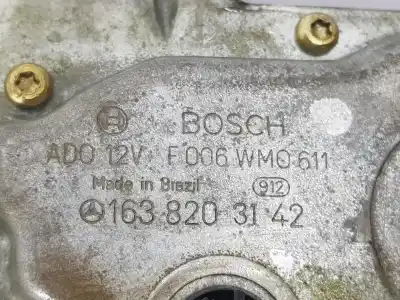 BOSCH
ADO 12V F 006 WM0 611
Made in Brazil
912
163 820 31 42